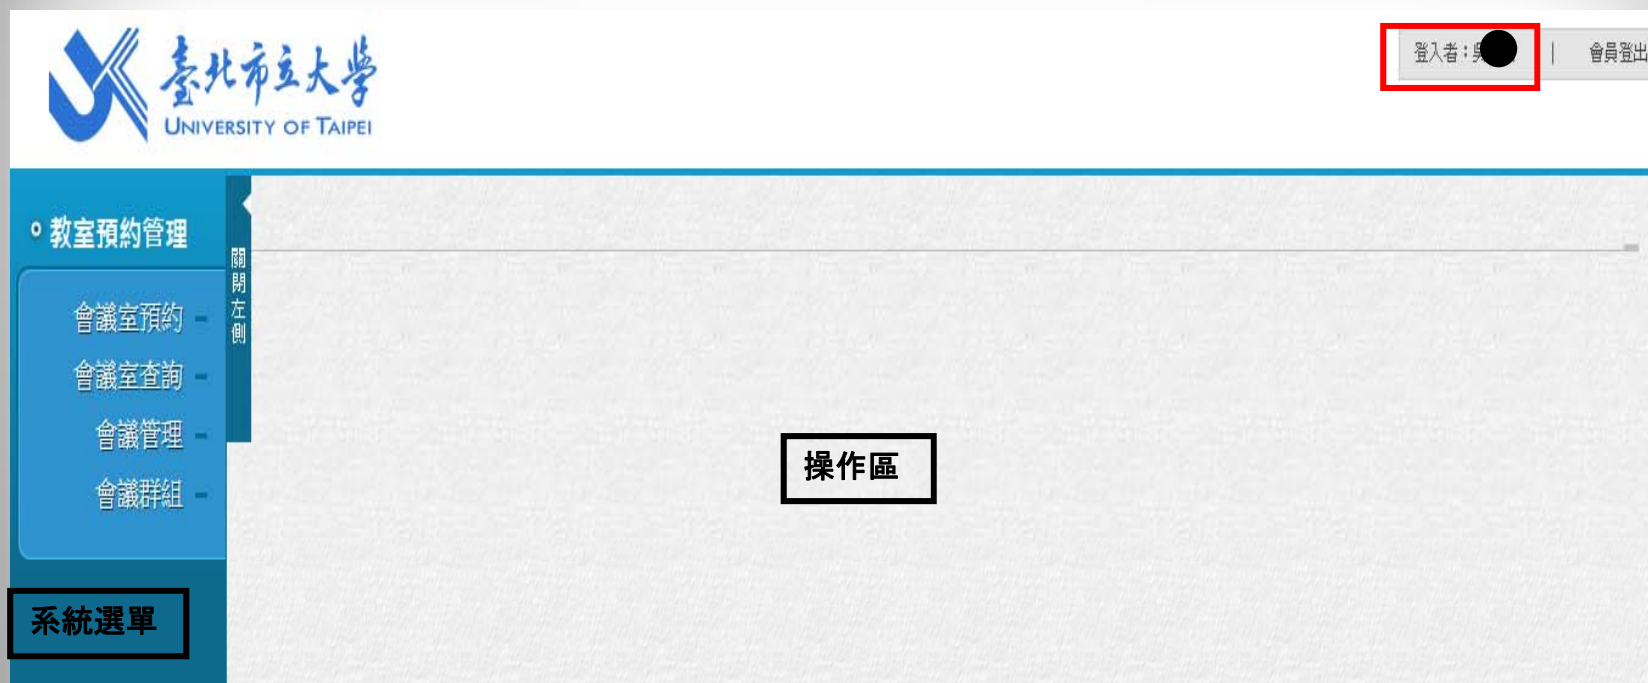 臺北市立大學
UNIVERSITY OF TAIPEI
登入者：吳 | 會員登出
教室預約管理
關閉左側
會議室預約
會議室查詢
會議管理
會議群組
操作區
系統選單